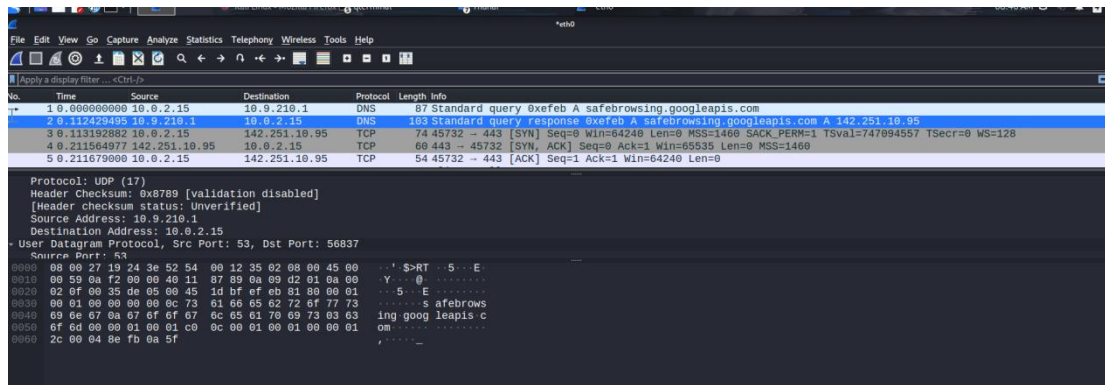 *eth0
File Edit View Go Capture Analyze Statistics Telephony Wireless Tools Help
Apply a display filter ... <Ctrl-/>
No. Time Source Destination Protocol Length Info
1 0.000000000 10.0.2.15 10.9.210.1 DNS 87 Standard query 0xefeb A safebrowsing.googleapis.com
2 0.112429495 10.9.210.1 10.0.2.15 DNS 103 Standard query response 0xefeb A safebrowsing.googleapis.com A 142.251.10.95
3 0.113192882 10.0.2.15 142.251.10.95 TCP 74 45732 → 443 [SYN] Seq=0 Win=64240 Len=0 MSS=1460 SACK_PERM=1 TSval=747094557 TSecr=0 WS=128
4 0.211564977 142.251.10.95 10.0.2.15 TCP 60 443 → 45732 [SYN, ACK] Seq=0 Ack=1 Win=65535 Len=0 MSS=1460
5 0.211679000 10.0.2.15 142.251.10.95 TCP 54 45732 → 443 [ACK] Seq=1 Ack=1 Win=64240 Len=0
Protocol: UDP (17)
Header Checksum: 0x8789 [validation disabled]
[Header checksum status: Unverified]
Source Address: 10.9.210.1
Destination Address: 10.0.2.15
User Datagram Protocol, Src Port: 53, Dst Port: 56837
Source Port: 53
0000 08 00 27 19 24 3e 52 54 00 12 35 02 08 00 45 00 ··'·$>RT ··5···E·
0010 00 59 0a f2 00 00 40 11 87 89 0a 09 d2 01 0a 00 ·Y····@· ········
0020 02 0f 00 35 de 05 00 45 1d bf ef eb 81 80 00 01 ···5···E ········
0030 00 01 00 00 00 00 0c 73 61 66 65 62 72 6f 77 73 ·······s afebrows
0040 69 6e 67 0a 67 6f 6f 67 6c 65 61 70 69 73 03 63 ing·goog leapis·c
0050 6f 6d 00 00 01 00 01 c0 0c 00 01 00 01 00 00 01 om······ ········
0060 2c 00 04 8e fb 0a 5f ,·····_